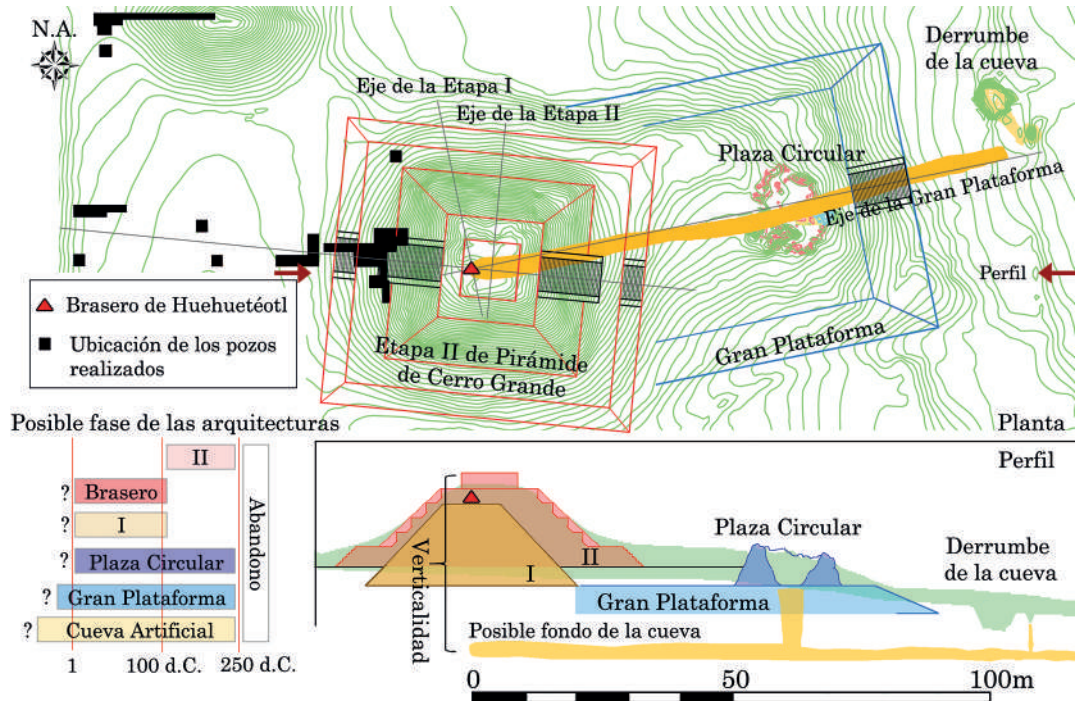 N.A.
Derrumbe
de la cueva
Eje de la Etapa I
Eje de la Etapa II
Plaza Circular
Eje de la Gran Plataforma
Perfil
Brasero de Huehuetéotl
Ubicación de los pozos
realizados
Etapa II de Pirámide
de Cerro Grande
Gran Plataforma
Planta
Posible fase de las arquitecturas
II
? Brasero
? I
? Plaza Circular
? Gran Plataforma
? Cueva Artificial
Abandono
1 100 d.C. 250 d.C.
Perfil
Verticalidad
II
I
Plaza Circular
Derrumbe
de la cueva
Gran Plataforma
Posible fondo de la cueva
0 50 100m